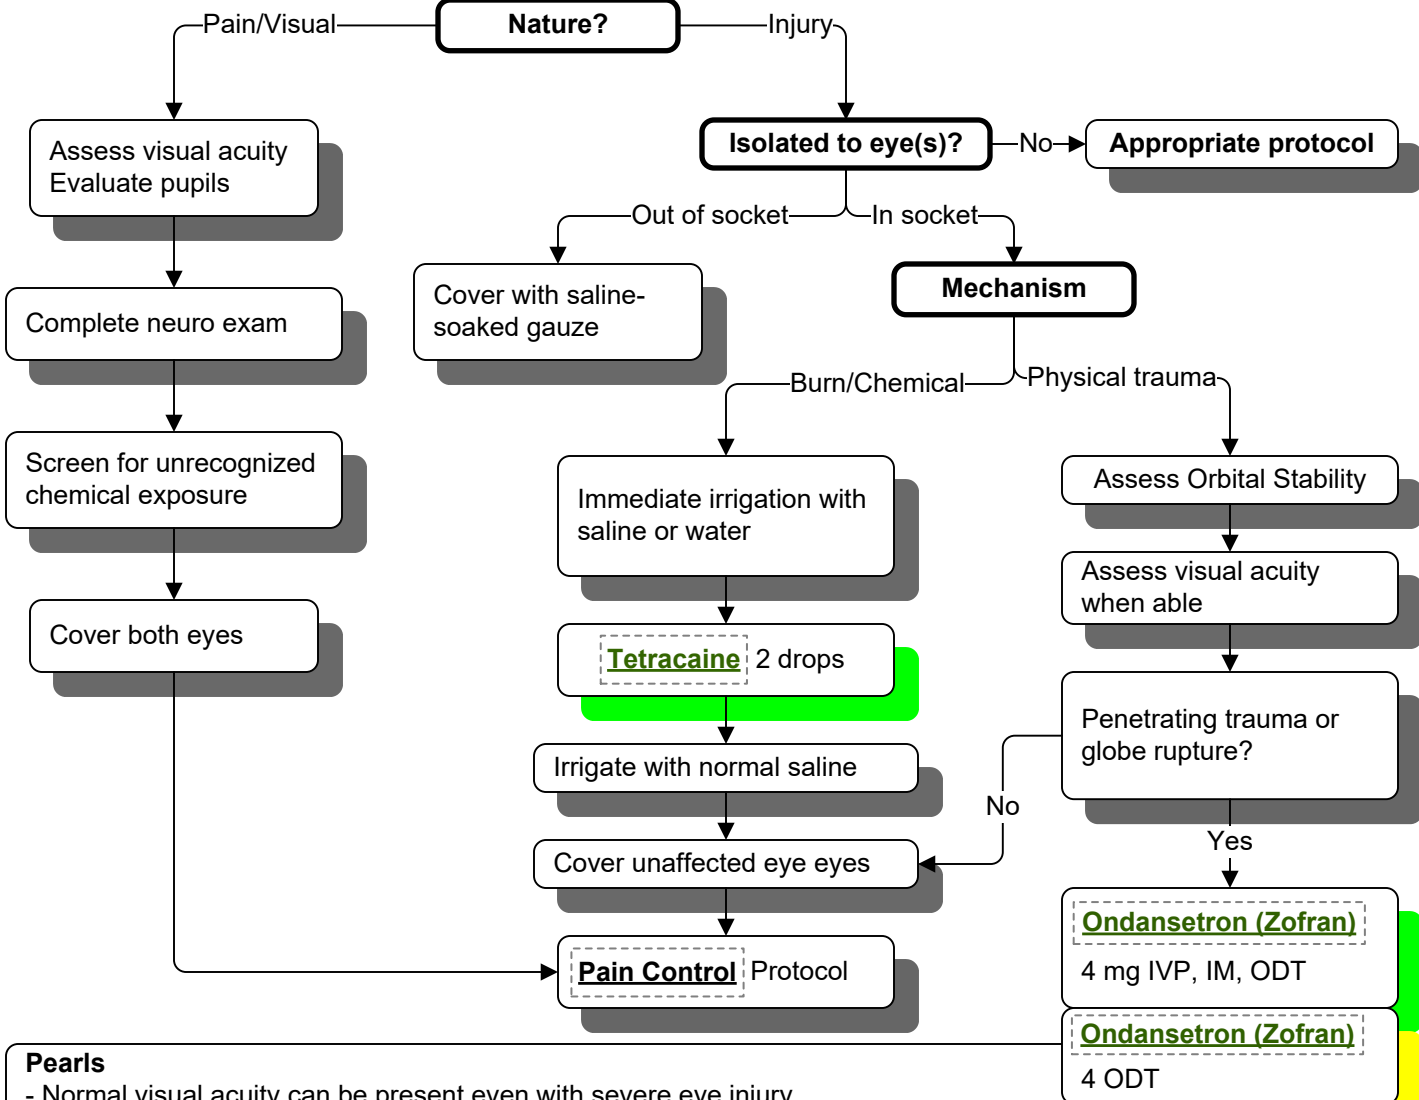 Nature?
Pain/Visual
Injury
Assess visual acuity
Evaluate pupils
Isolated to eye(s)?
No
Appropriate protocol
Out of socket
In socket
Complete neuro exam
Cover with saline-
soaked gauze
Mechanism
Burn/Chemical
Physical trauma
Screen for unrecognized
chemical exposure
Immediate irrigation with
saline or water
Assess Orbital Stability
Assess visual acuity
when able
Cover both eyes
Tetracaine 2 drops
Penetrating trauma or
globe rupture?
Irrigate with normal saline
No
Yes
Cover unaffected eye eyes
Ondansetron (Zofran)
4 mg IVP, IM, ODT
Pain Control Protocol
Ondansetron (Zofran)
4 ODT
Pearls
- Normal visual acuity can be present even with severe eye injury